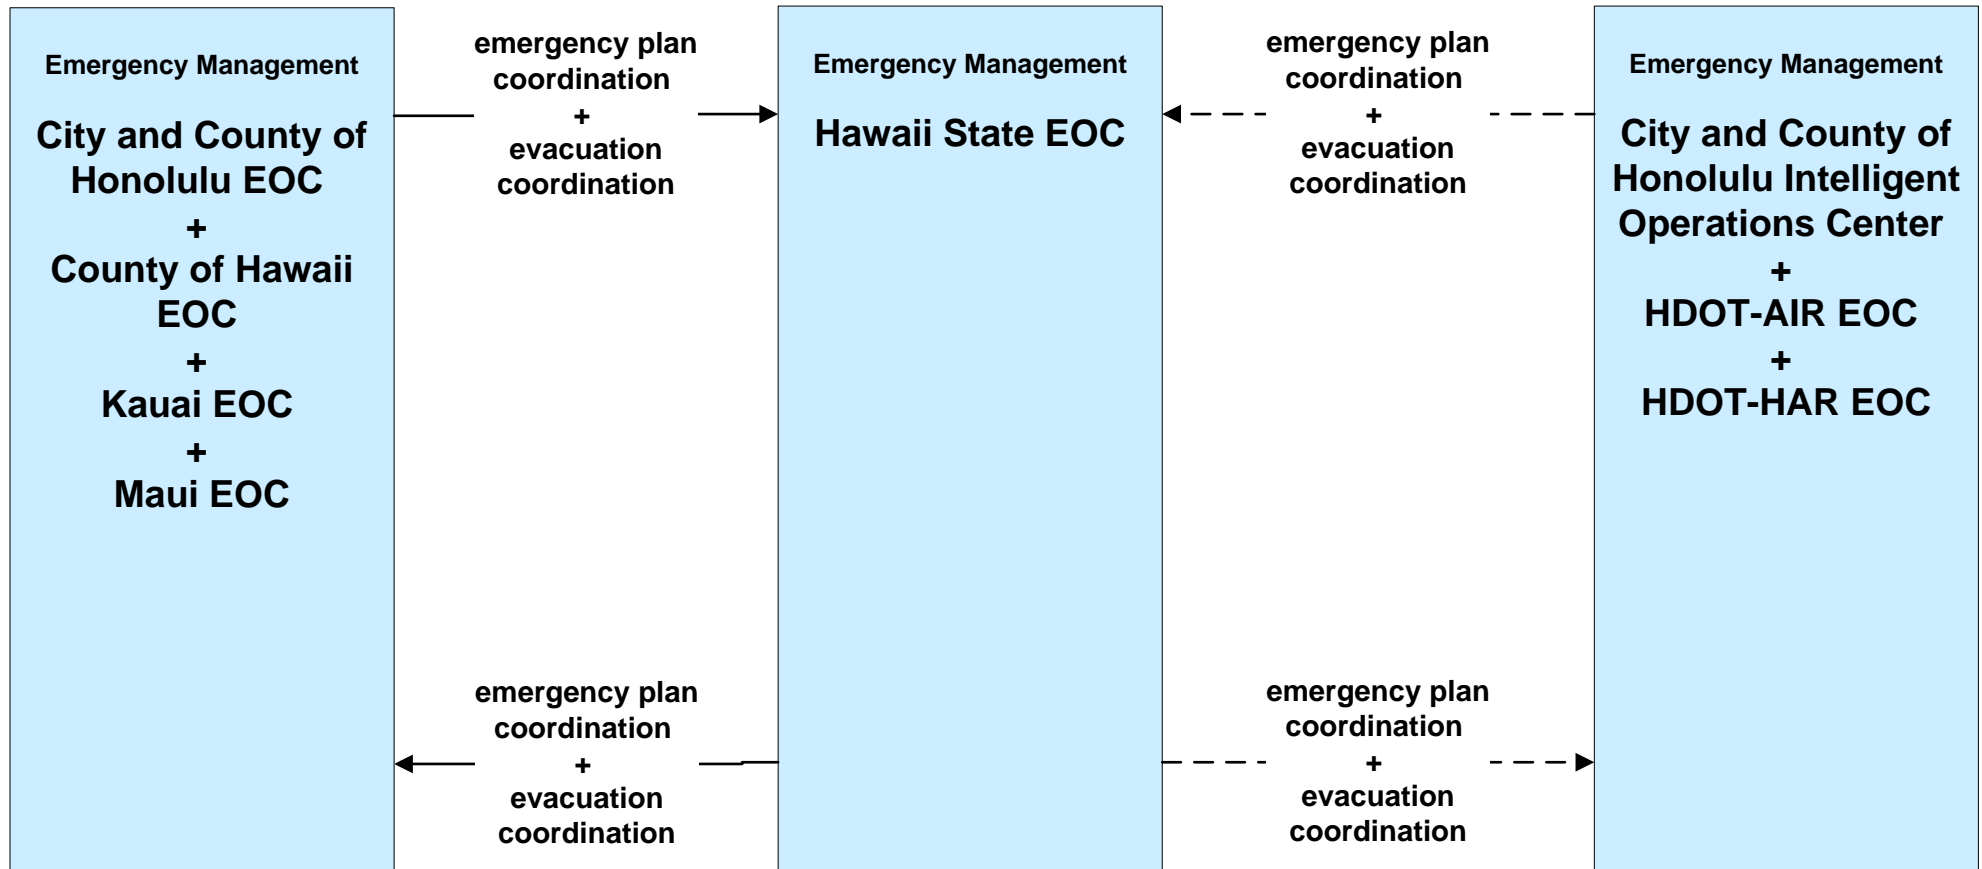 Emergency Management
City and County of
Honolulu EOC
+
County of Hawaii
EOC
+
Kauai EOC
+
Maui EOC
emergency plan
coordination
+
evacuation
coordination
emergency plan
coordination
+
evacuation
coordination
Emergency Management
Hawaii State EOC
emergency plan
coordination
+
evacuation
coordination
emergency plan
coordination
+
evacuation
coordination
Emergency Management
City and County of
Honolulu Intelligent
Operations Center
+
HDOT-AIR EOC
+
HDOT-HAR EOC